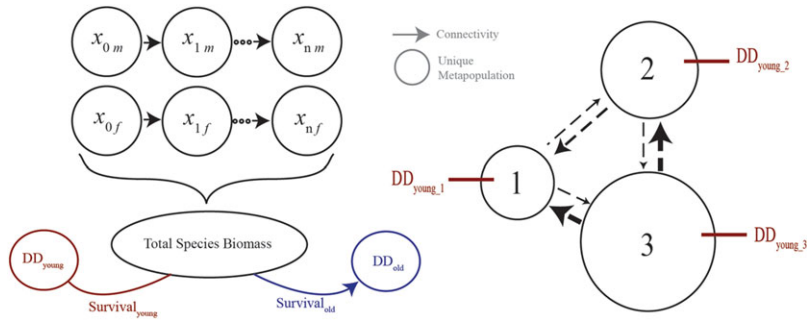 x0 m
x1 m
xn m
x0 f
x1 f
xn f
Total Species Biomass
DDyoung
DDold
Survivalyoung
Survivalold
Connectivity
Unique
Metapopulation
2
DDyoung_2
DDyoung_1
1
3
DDyoung_3